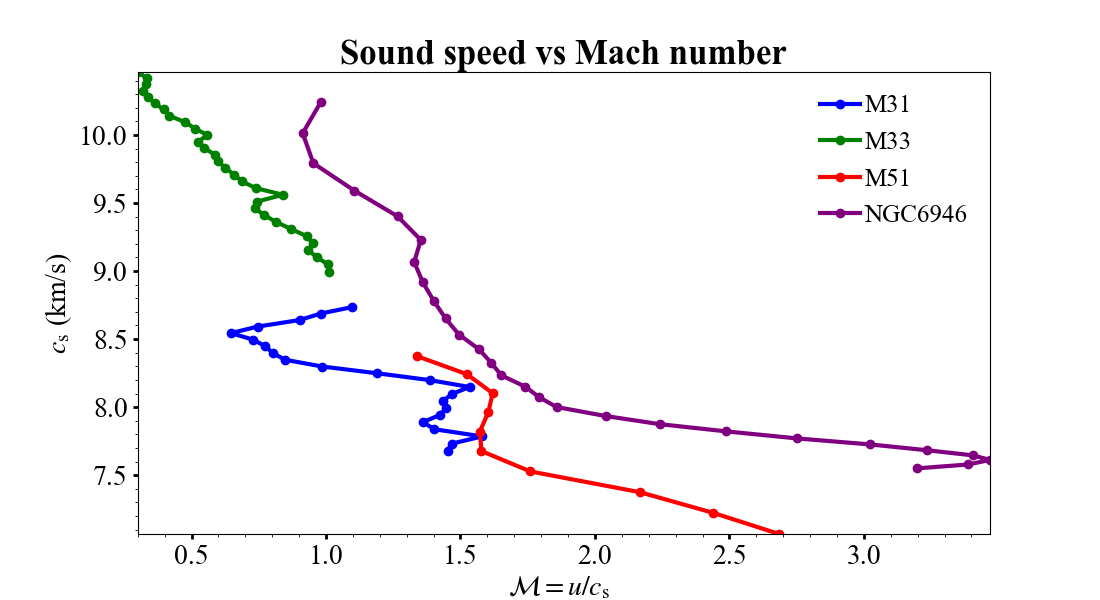 Sound speed vs Mach number
M31
M33
M51
NGC6946
10.0
9.5
9.0
8.5
8.0
7.5
c_s (km/s)
0.5 1.0 1.5 2.0 2.5 3.0
ℳ = u/c_s